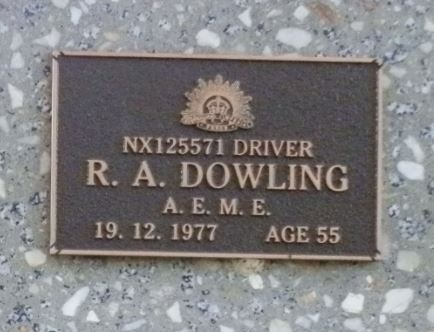 NX125571 DRIVER
R. A. DOWLING
A. E. M. E.
19. 12. 1977 AGE 55